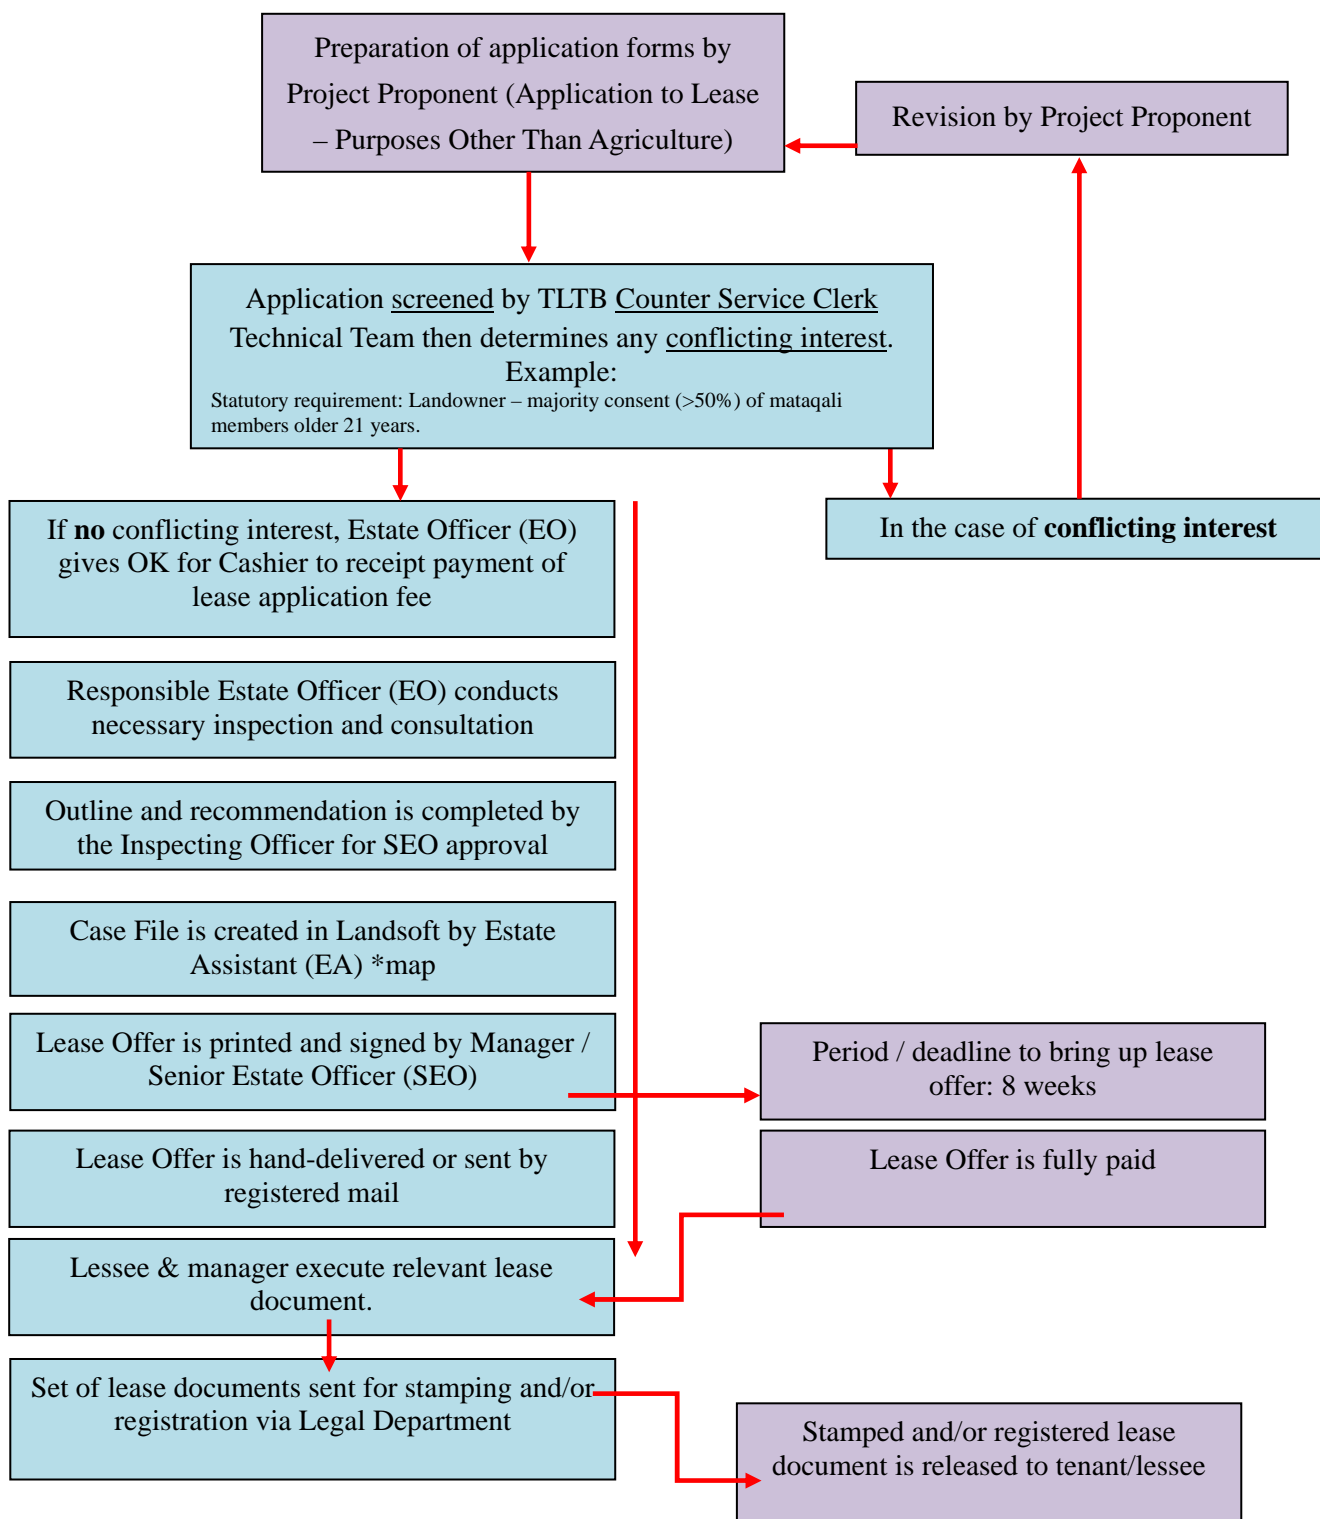 Preparation of application forms by
Project Proponent (Application to Lease
– Purposes Other Than Agriculture)
Revision by Project Proponent
Application screened by TLTB Counter Service Clerk
Technical Team then determines any conflicting interest.
Example:
Statutory requirement: Landowner – majority consent (>50%) of mataqali
members older 21 years.
If no conflicting interest, Estate Officer (EO)
gives OK for Cashier to receipt payment of
lease application fee
In the case of conflicting interest
Responsible Estate Officer (EO) conducts
necessary inspection and consultation
Outline and recommendation is completed by
the Inspecting Officer for SEO approval
Case File is created in Landsoft by Estate
Assistant (EA) *map
Lease Offer is printed and signed by Manager /
Senior Estate Officer (SEO)
Period / deadline to bring up lease
offer: 8 weeks
Lease Offer is hand-delivered or sent by
registered mail
Lease Offer is fully paid
Lessee & manager execute relevant lease
document.
Set of lease documents sent for stamping and/or
registration via Legal Department
Stamped and/or registered lease
document is released to tenant/lessee